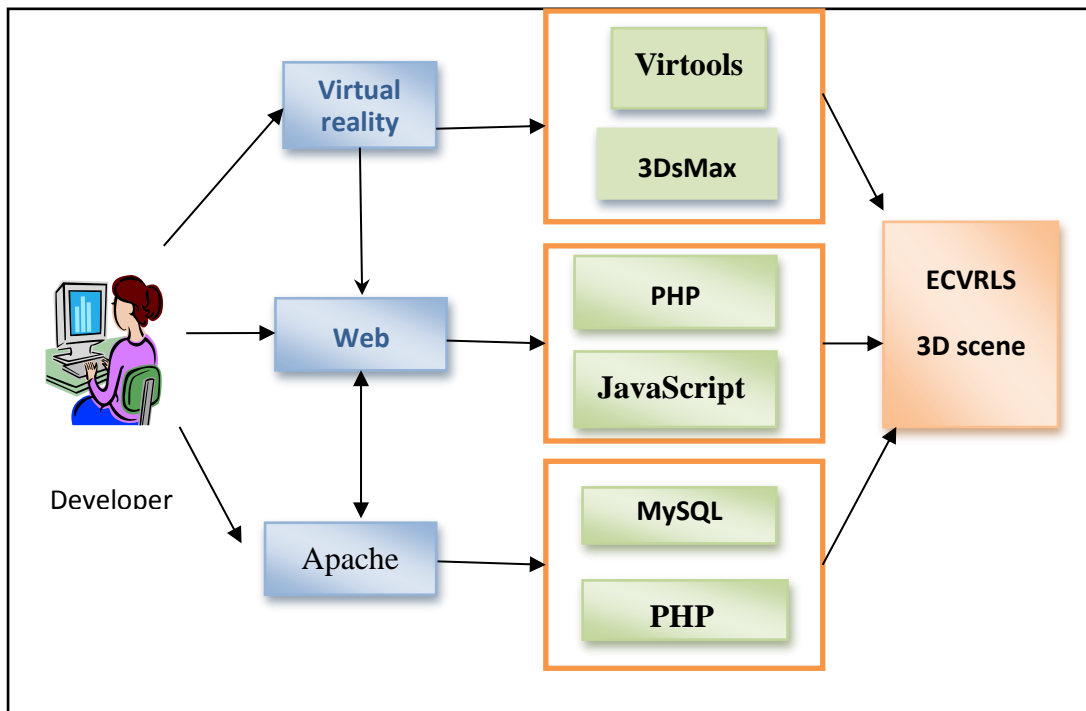 Virtual
reality
Virtools
3DsMax
Web
PHP
JavaScript
ECVRLS
3D scene
Developer
Apache
MySQL
PHP